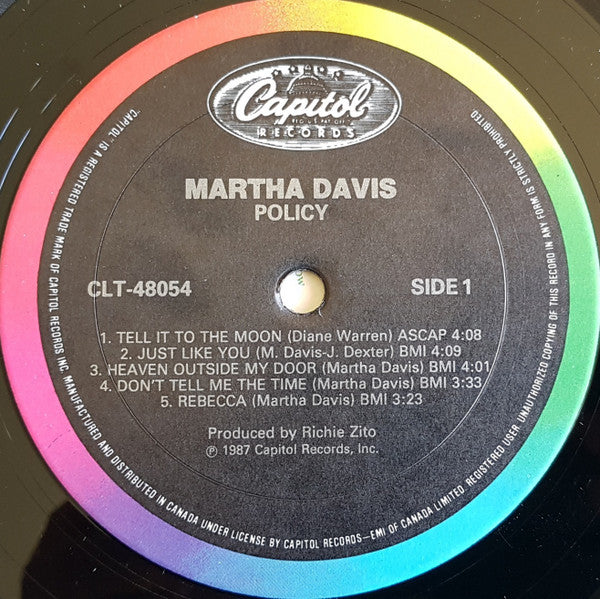 Capitol
RECORDS
MARTHA DAVIS
POLICY
CLT-48054
SIDE 1
1. TELL IT TO THE MOON (Diane Warren) ASCAP 4:08
2. JUST LIKE YOU (M. Davis-J. Dexter) BMI 4:09
3. HEAVEN OUTSIDE MY DOOR (Martha Davis) BMI 4:01
4. DON'T TELL ME THE TIME (Martha Davis) BMI 3:33
5. REBECCA (Martha Davis) BMI 3:23
Produced by Richie Zito
℗ 1987 Capitol Records, Inc.
"CAPITOL" IS A REGISTERED TRADE MARK OF CAPITOL RECORDS INC. MANUFACTURED AND DISTRIBUTED IN CANADA UNDER LICENSE BY CAPITOL RECORDS—EMI OF CANADA LIMITED. REGISTERED USER. UNAUTHORIZED COPYING OF THIS RECORD IN ANY FORM IS STRICTLY PROHIBITED